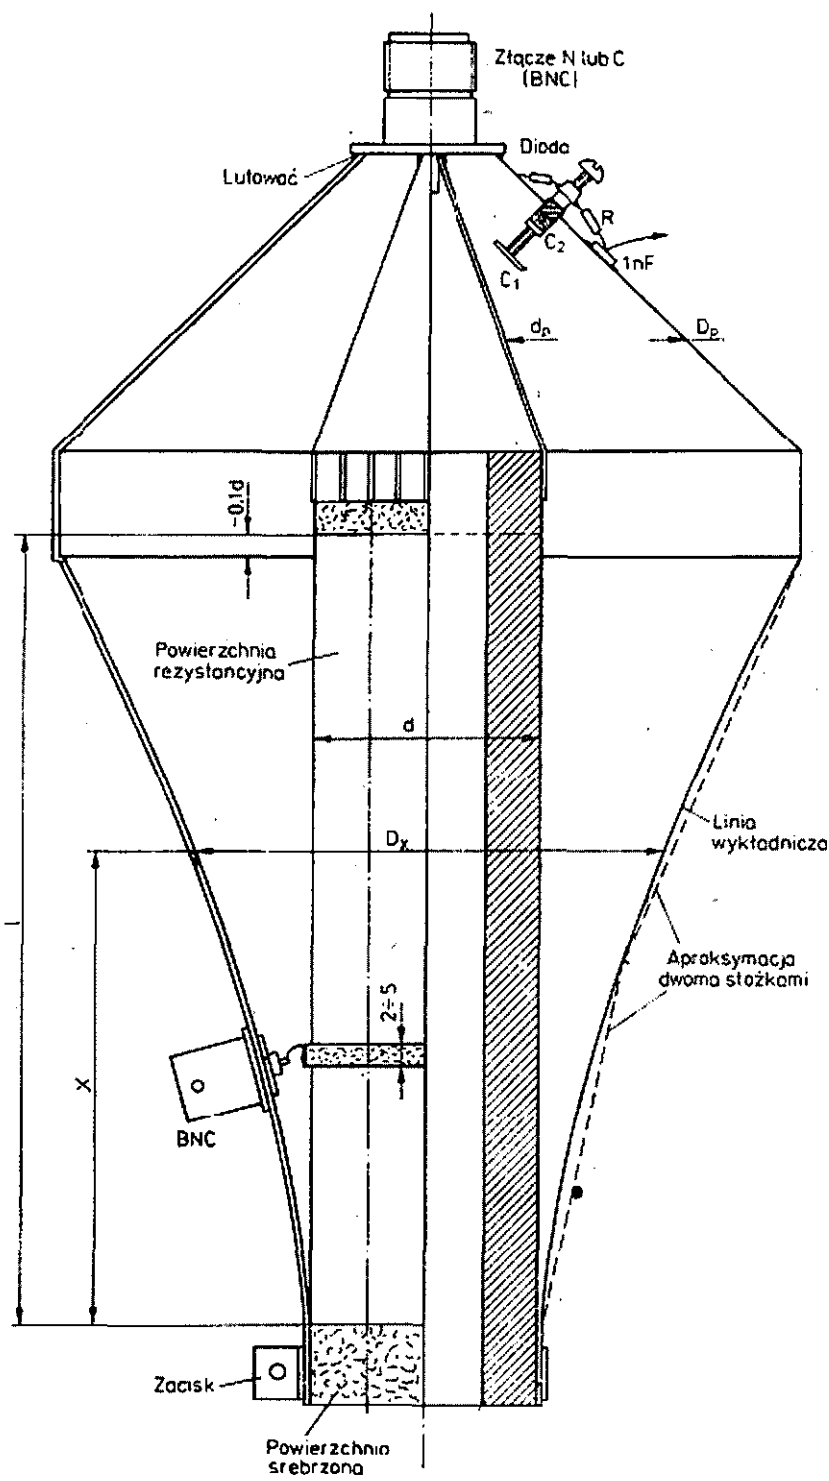 Złącze N lub C
(BNC)
Dioda
Lutować
R
C2
1nF
C1
dp
Dp
~0,1d
Powierzchnia
rezystancyjna
d
Linia
wykładnicza
Dx
l
Aproksymacja
dwoma stożkami
2÷5
X
BNC
Zacisk
Powierzchnia
srebrzona